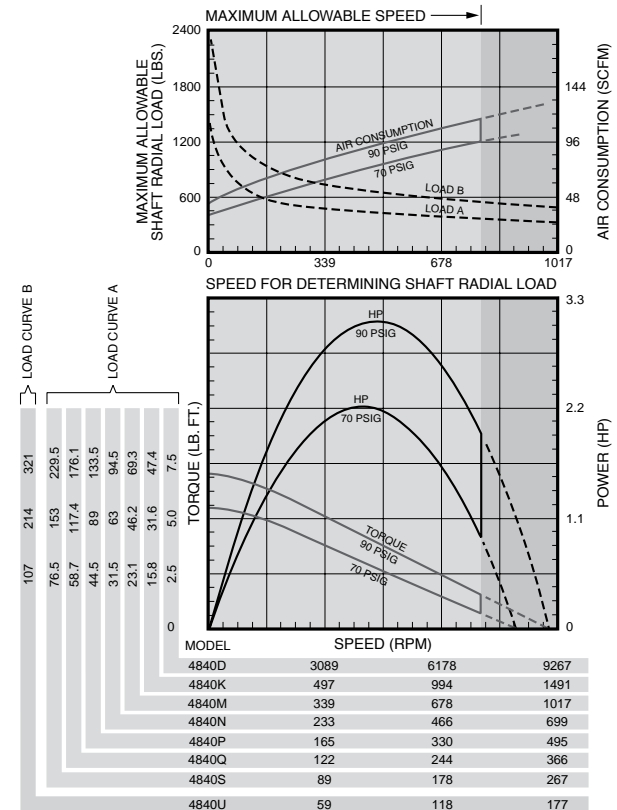 MAXIMUM ALLOWABLE SPEED
2400
1800
1200
600
0
MAXIMUM ALLOWABLE
SHAFT RADIAL LOAD (LBS.)
144
96
48
0
AIR CONSUMPTION (SCFM)
AIR CONSUMPTION
90 PSIG
70 PSIG
LOAD B
LOAD A
0 339 678 1017
SPEED FOR DETERMINING SHAFT RADIAL LOAD
LOAD CURVE B
LOAD CURVE A
3.3
2.2
1.1
0
POWER (HP)
HP
90 PSIG
HP
70 PSIG
TORQUE
90 PSIG
70 PSIG
TORQUE (LB. FT.)
321 229.5 176.1 133.5 94.5 69.3 47.4 7.5
214 153 117.4 89 63 46.2 31.6 5.0
107 76.5 58.7 44.5 31.5 23.1 15.8 2.5
0
MODEL SPEED (RPM)
4840D 3089 6178 9267
4840K 497 994 1491
4840M 339 678 1017
4840N 233 466 699
4840P 165 330 495
4840Q 122 244 366
4840S 89 178 267
4840U 59 118 177